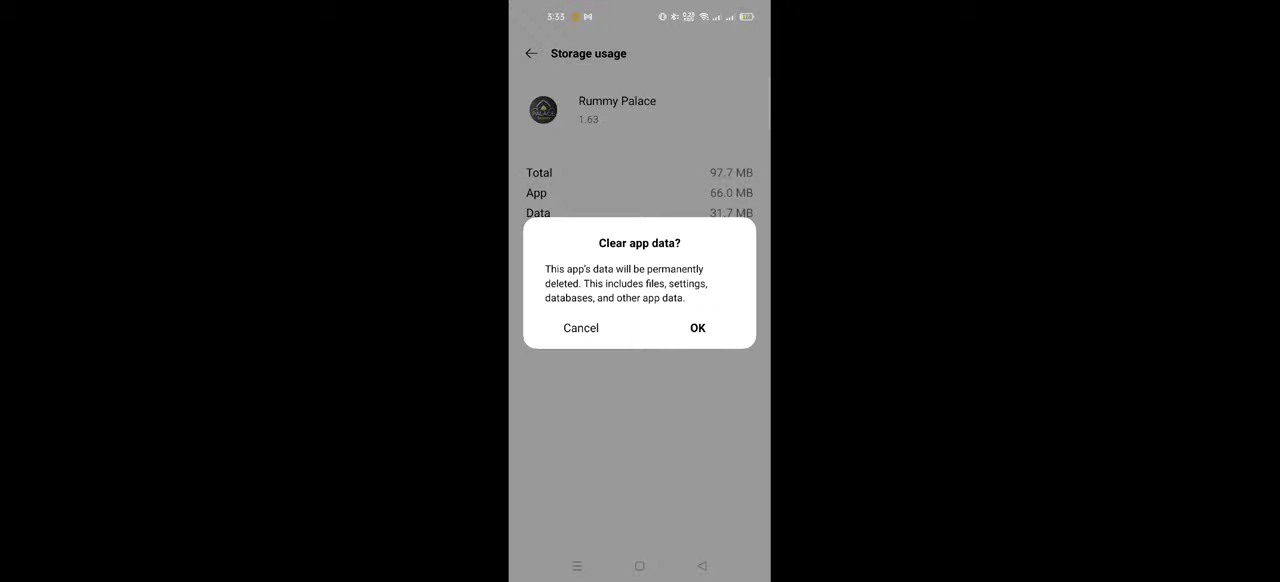 3:33
Storage usage
Rummy Palace
1.63
Total 97.7 MB
App 66.0 MB
Data 31.7 MB
Clear app data?
This app's data will be permanently
deleted. This includes files, settings,
databases, and other app data.
Cancel OK